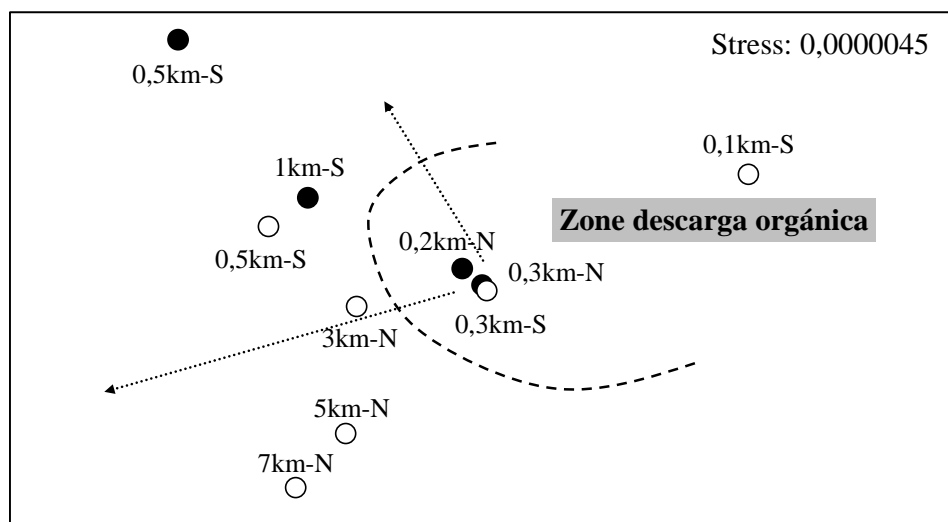 Stress: 0,0000045
0,5km-S
0,1km-S
1km-S
Zone descarga orgánica
0,2km-N
0,5km-S
0,3km-N
0,3km-S
3km-N
5km-N
7km-N